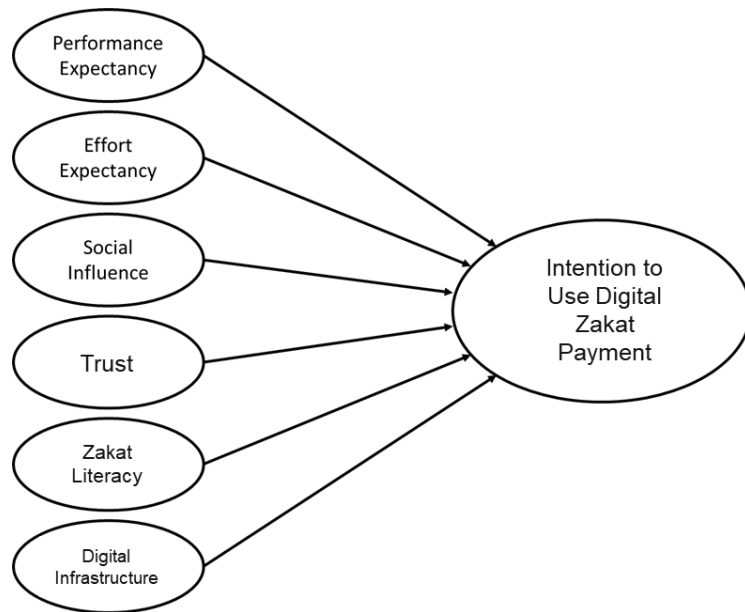 Performance
Expectancy
Effort
Expectancy
Social
Influence
Trust
Zakat
Literacy
Digital
Infrastructure
Intention to
Use Digital
Zakat
Payment